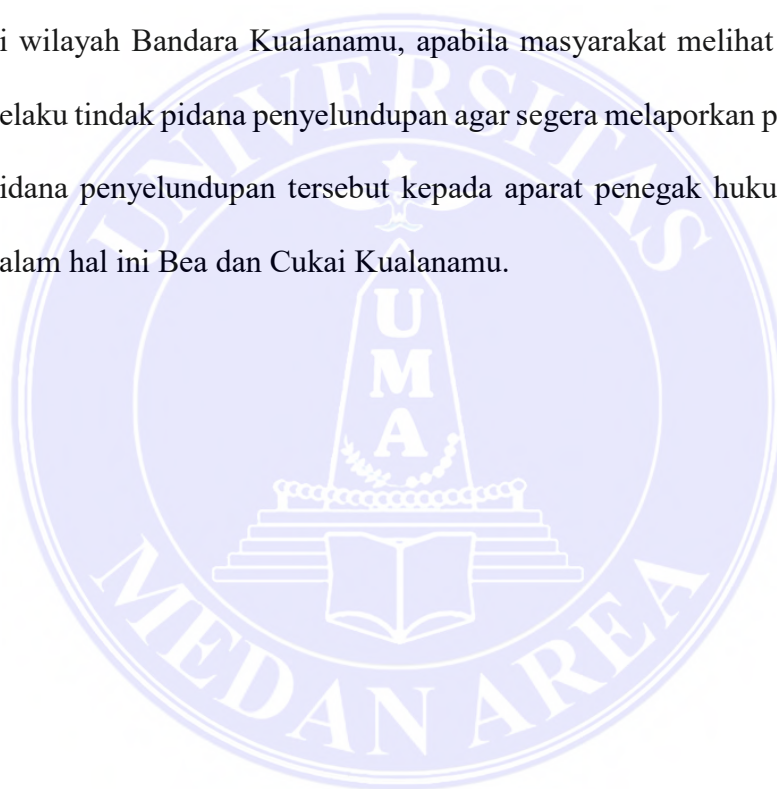 i wilayah Bandara Kualanamu, apabila masyarakat melihat
elaku tindak pidana penyelundupan agar segera melaporkan p
idana penyelundupan tersebut kepada aparat penegak huku
alam hal ini Bea dan Cukai Kualanamu.
UNIVERSITAS
U
M
A
MEDAN AREA